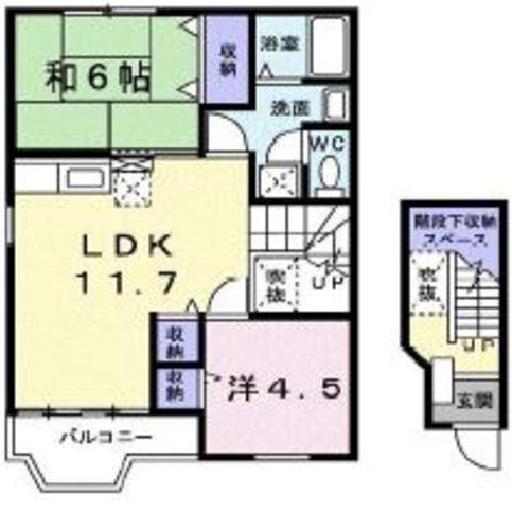 浴室
収納
和6帖
洗面
WC
LDK
11.7
吹抜
UP
収納
収納
洋4.5
バルコニー
階段下収納
スペース
吹抜
UP
玄関